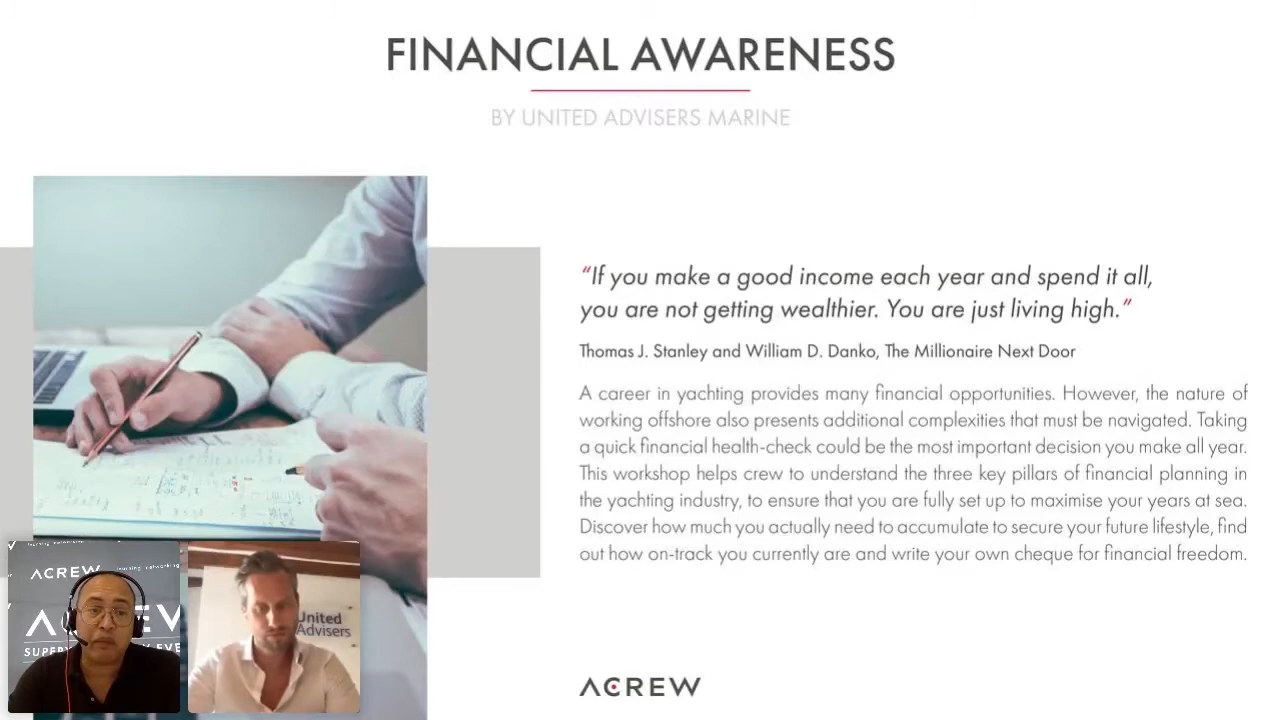 FINANCIAL AWARENESS
BY UNITED ADVISERS MARINE
“If you make a good income each year and spend it all,
you are not getting wealthier. You are just living high.”
Thomas J. Stanley and William D. Danko, The Millionaire Next Door
A career in yachting provides many financial opportunities. However, the nature of
working offshore also presents additional complexities that must be navigated. Taking
a quick financial health-check could be the most important decision you make all year.
This workshop helps crew to understand the three key pillars of financial planning in
the yachting industry, to ensure that you are fully set up to maximise your years at sea.
Discover how much you actually need to accumulate to secure your future lifestyle, find
out how on-track you currently are and write your own cheque for financial freedom.
learning networking
ACREW
learning networking
United
Advisers
ACREW